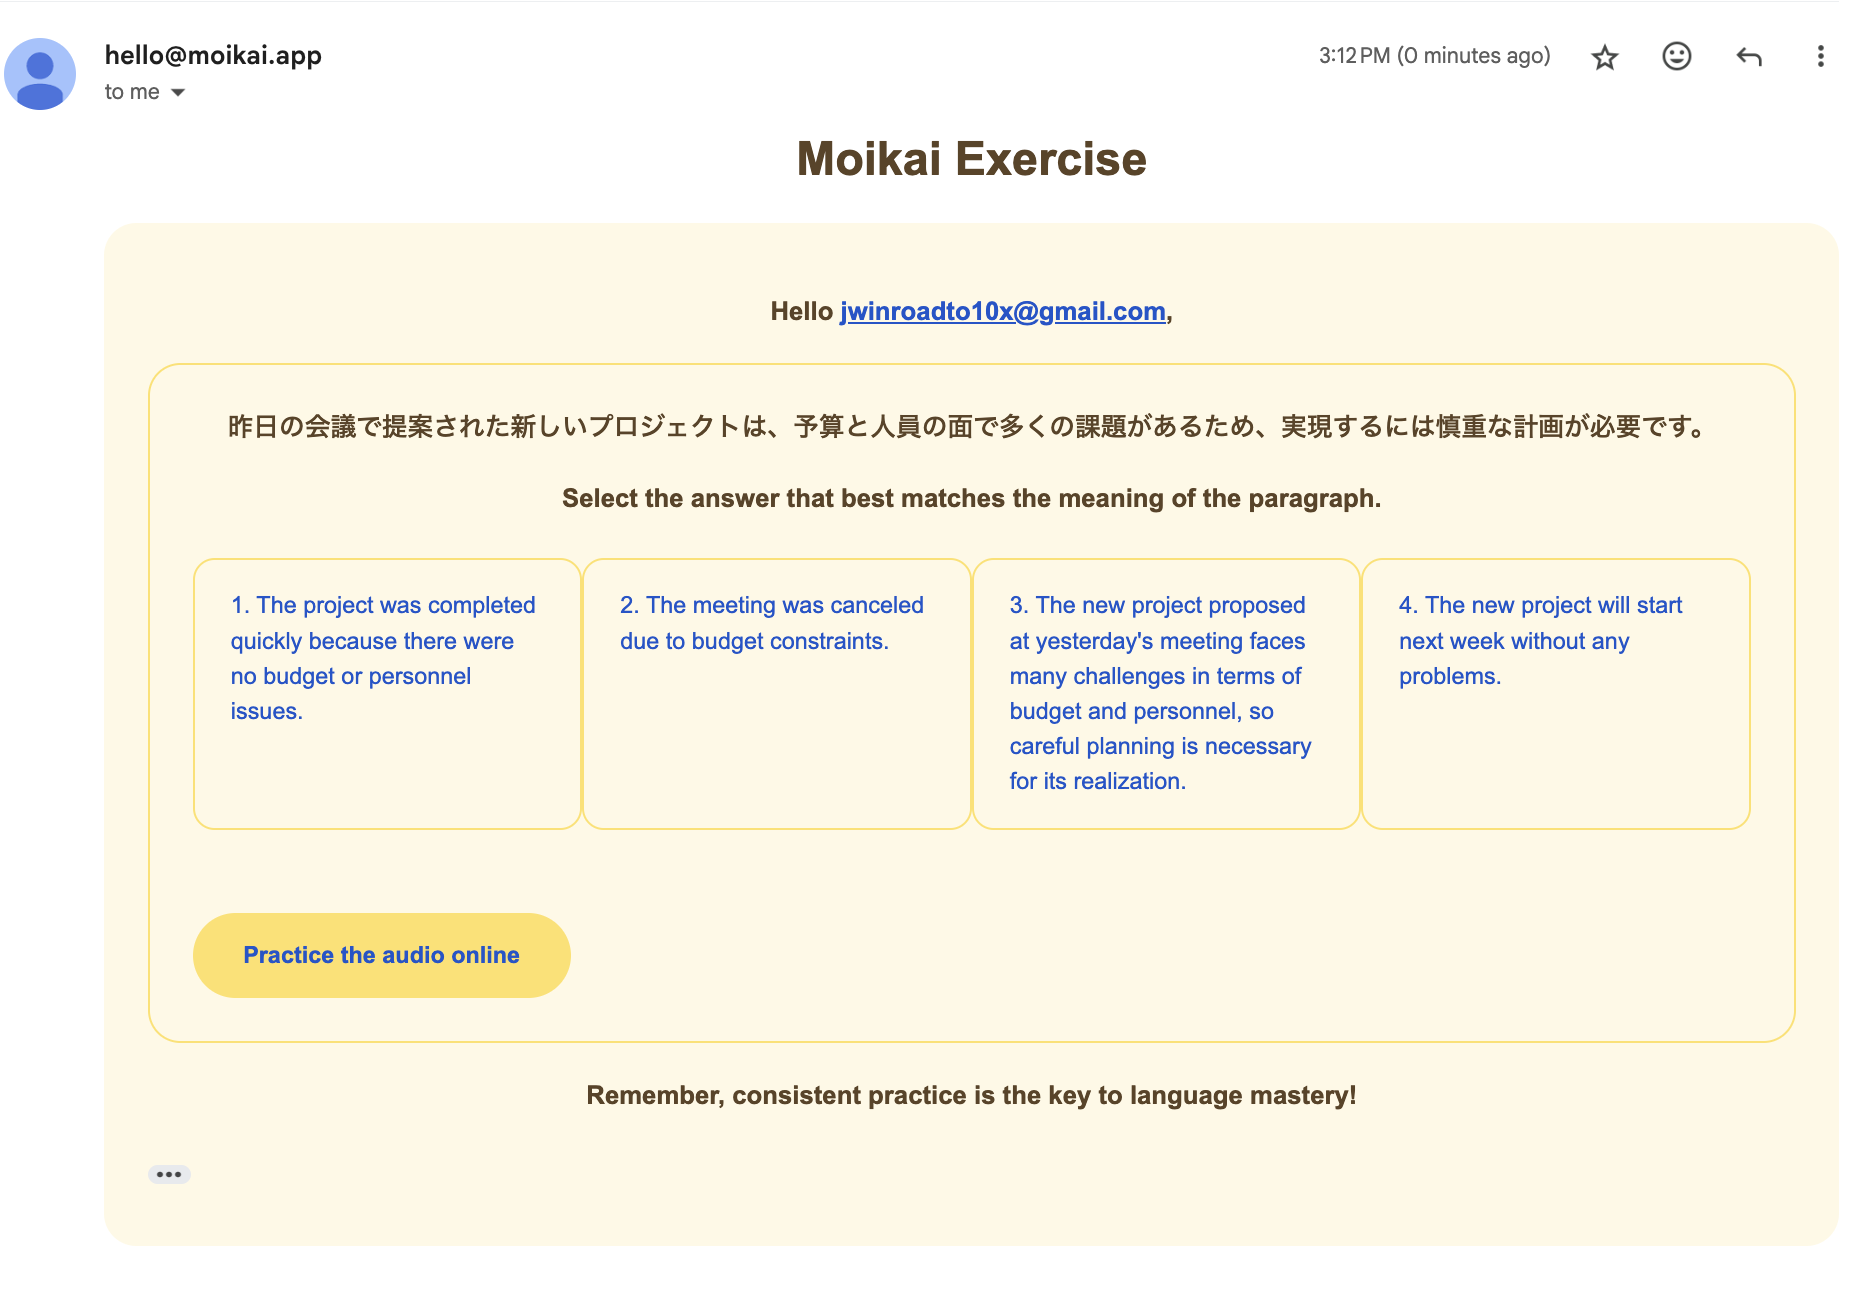 hello@moikai.app
3:12 PM (0 minutes ago)
to me
Moikai Exercise
Hello jwinroadto10x@gmail.com,
昨日の会議で提案された新しいプロジェクトは、予算と人員の面で多くの課題があるため、実現するには慎重な計画が必要です。
Select the answer that best matches the meaning of the paragraph.
1. The project was completed
quickly because there were
no budget or personnel
issues.
2. The meeting was canceled
due to budget constraints.
3. The new project proposed
at yesterday's meeting faces
many challenges in terms of
budget and personnel, so
careful planning is necessary
for its realization.
4. The new project will start
next week without any
problems.
Practice the audio online
Remember, consistent practice is the key to language mastery!